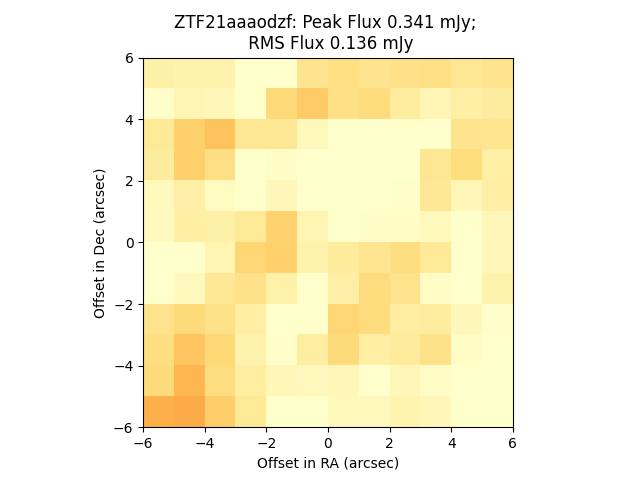 ZTF21aaaodzf: Peak Flux 0.341 mJy;
RMS Flux 0.136 mJy
6
4
2
0
−2
−4
−6
Offset in Dec (arcsec)
−6 −4 −2 0 2 4 6
Offset in RA (arcsec)